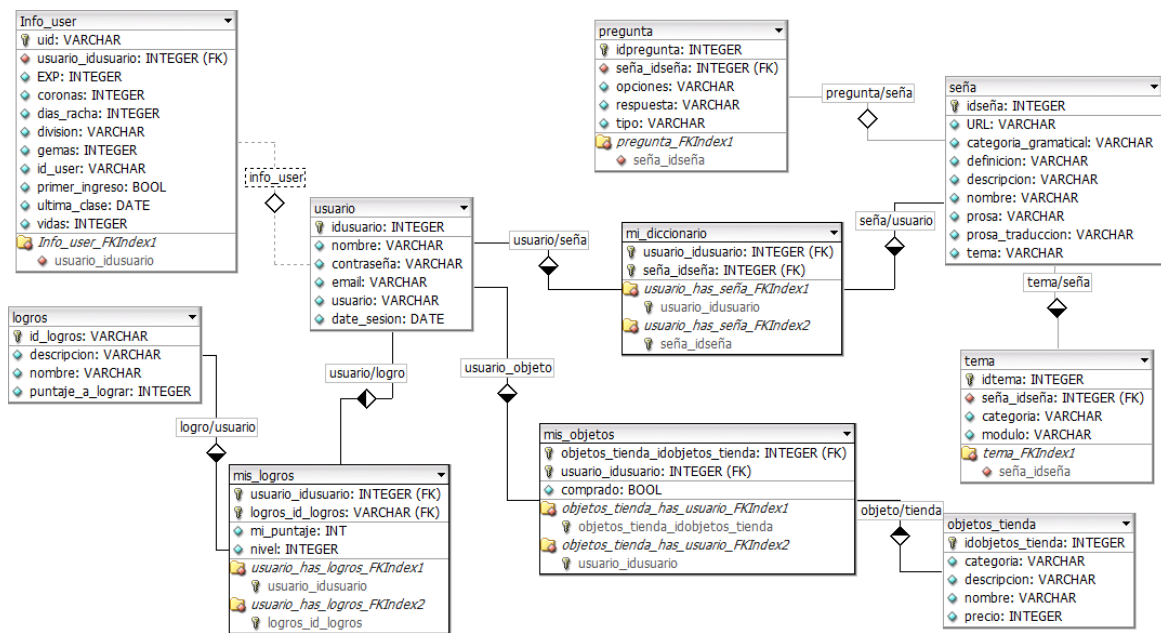 Info_user
uid: VARCHAR
usuario_idusuario: INTEGER (FK)
EXP: INTEGER
coronas: INTEGER
dias_racha: INTEGER
division: VARCHAR
gemas: INTEGER
id_user: VARCHAR
primer_ingreso: BOOL
ultima_clase: DATE
vidas: INTEGER
Info_user_FKIndex1
usuario_idusuario
info_user
pregunta
idpregunta: INTEGER
seña_idseña: INTEGER (FK)
opciones: VARCHAR
respuesta: VARCHAR
tipo: VARCHAR
pregunta_FKIndex1
seña_idseña
pregunta/seña
seña
idseña: INTEGER
URL: VARCHAR
categoria_gramatical: VARCHAR
definicion: VARCHAR
descripcion: VARCHAR
nombre: VARCHAR
prosa: VARCHAR
prosa_traduccion: VARCHAR
tema: VARCHAR
usuario
idusuario: INTEGER
nombre: VARCHAR
contraseña: VARCHAR
email: VARCHAR
usuario: VARCHAR
date_sesion: DATE
usuario/seña
mi_diccionario
usuario_idusuario: INTEGER (FK)
seña_idseña: INTEGER (FK)
usuario_has_seña_FKIndex1
usuario_idusuario
usuario_has_seña_FKIndex2
seña_idseña
seña/usuario
tema/seña
logros
id_logros: VARCHAR
descripcion: VARCHAR
nombre: VARCHAR
puntaje_a_lograr: INTEGER
usuario/logro
usuario_objeto
tema
idtema: INTEGER
seña_idseña: INTEGER (FK)
categoria: VARCHAR
modulo: VARCHAR
tema_FKIndex1
seña_idseña
logro/usuario
mis_logros
usuario_idusuario: INTEGER (FK)
logros_id_logros: VARCHAR (FK)
mi_puntaje: INT
nivel: INTEGER
usuario_has_logros_FKIndex1
usuario_idusuario
usuario_has_logros_FKIndex2
logros_id_logros
mis_objetos
objetos_tienda_idobjetos_tienda: INTEGER (FK)
usuario_idusuario: INTEGER (FK)
comprado: BOOL
objetos_tienda_has_usuario_FKIndex1
objetos_tienda_idobjetos_tienda
objetos_tienda_has_usuario_FKIndex2
usuario_idusuario
objeto/tienda
objetos_tienda
idobjetos_tienda: INTEGER
categoria: VARCHAR
descripcion: VARCHAR
nombre: VARCHAR
precio: INTEGER